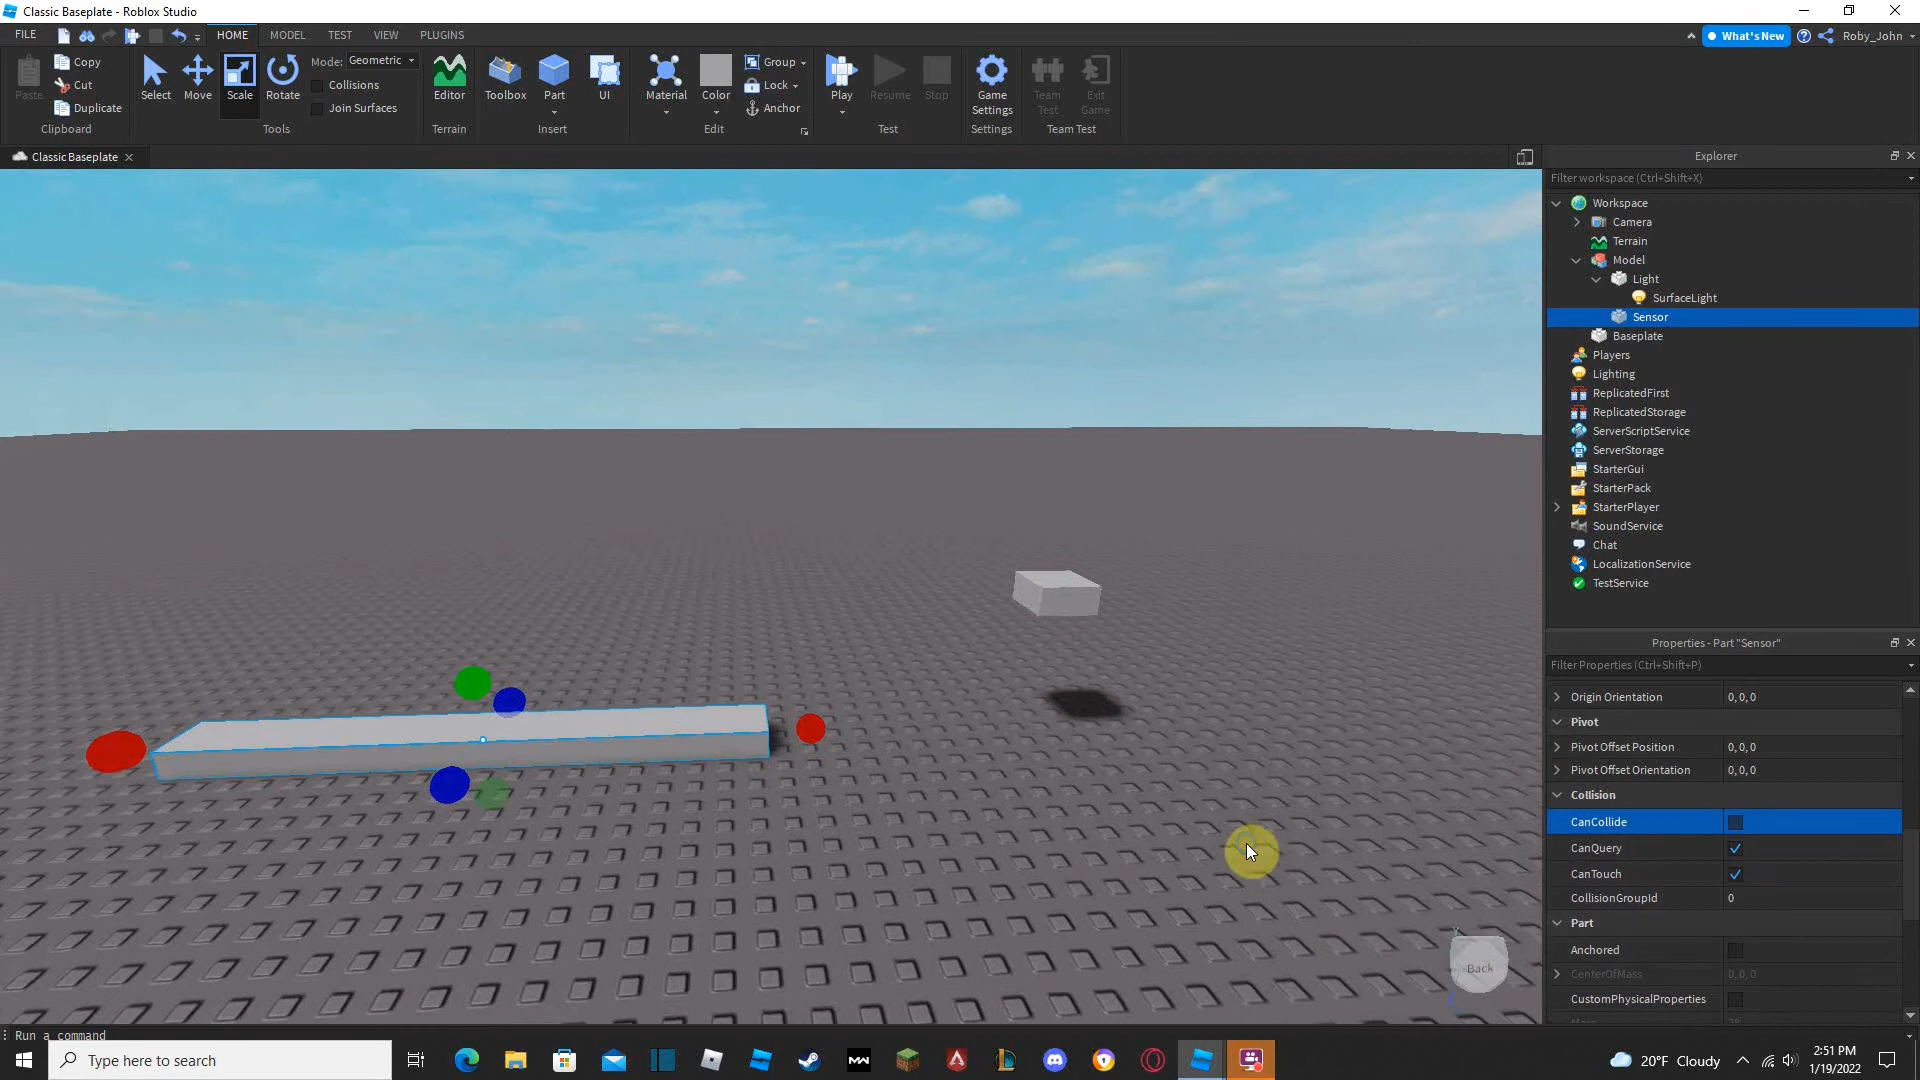 Classic Baseplate - Roblox Studio
FILE HOME MODEL TEST VIEW PLUGINS What's New Roby_John
Paste
Copy
Cut
Duplicate
Clipboard
Select Move Scale Rotate
Mode: Geometric
Collisions
Join Surfaces
Tools
Editor
Terrain
Toolbox Part UI
Insert
Material Color
Group
Lock
Anchor
Edit
Play Resume Stop
Test
Game Settings
Settings
Team Test
Exit Game
Team Test
Classic Baseplate
Explorer
Filter workspace (Ctrl+Shift+X)
Workspace
Camera
Terrain
Model
Light
SurfaceLight
Sensor
Baseplate
Players
Lighting
ReplicatedFirst
ReplicatedStorage
ServerScriptService
ServerStorage
StarterGui
StarterPack
StarterPlayer
SoundService
Chat
LocalizationService
TestService
Properties - Part "Sensor"
Filter Properties (Ctrl+Shift+P)
Origin Orientation 0, 0, 0
Pivot
Pivot Offset Position 0, 0, 0
Pivot Offset Orientation 0, 0, 0
Collision
CanCollide
CanQuery
CanTouch
CollisionGroupId 0
Part
Anchored
CenterOfMass 0, 0, 0
CustomPhysicalProperties
Back
Run a command
Type here to search
20°F Cloudy
2:51 PM
1/19/2022